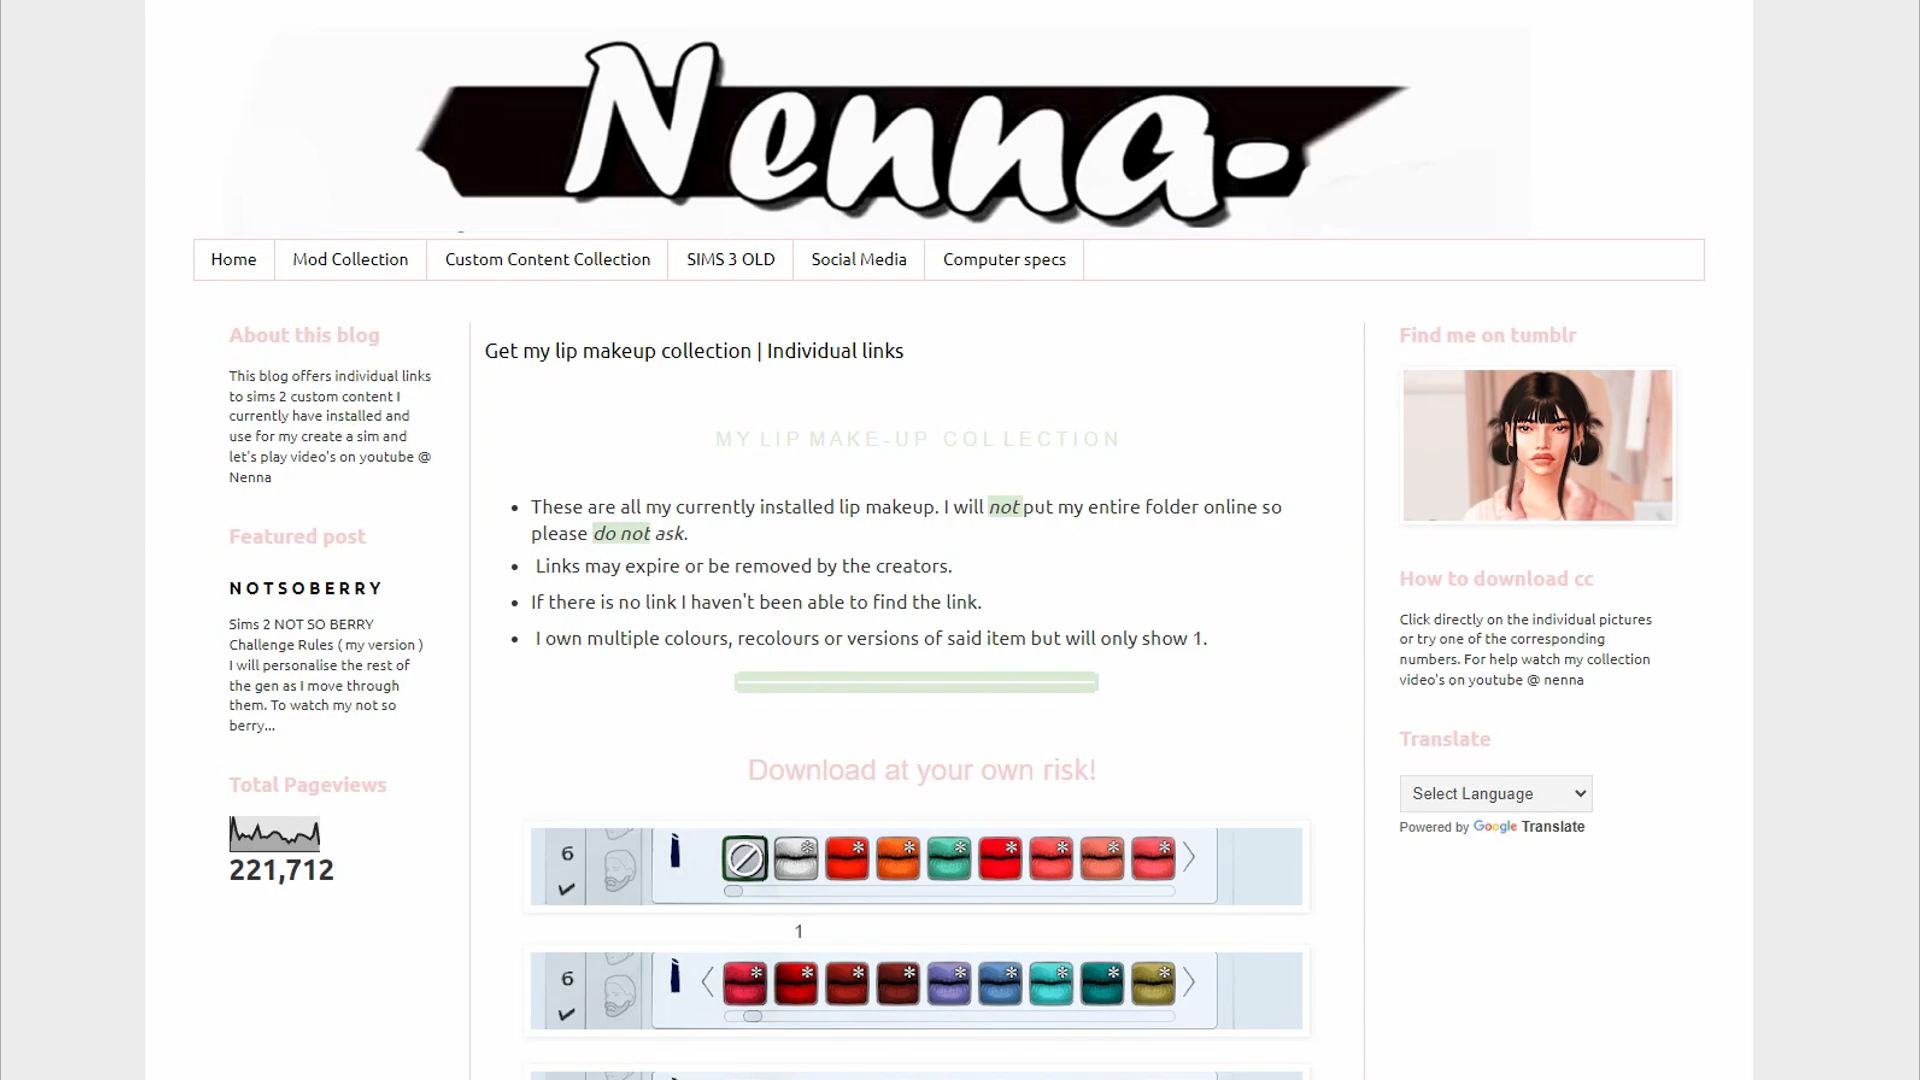 Nenna-
Home
Mod Collection
Custom Content Collection
SIMS 3 OLD
Social Media
Computer specs
About this blog
This blog offers individual links
to sims 2 custom content I
currently have installed and
use for my create a sim and
let's play video's on youtube @
Nenna
Featured post
N O T S O B E R R Y
Sims 2 NOT SO BERRY
Challenge Rules ( my version )
I will personalise the rest of
the gen as I move through
them. To watch my not so
berry...
Total Pageviews
221,712
Get my lip makeup collection | Individual links
MY LIP MAKE-UP COLLECTION
These are all my currently installed lip makeup. I will not put my entire folder online so
please do not ask.
Links may expire or be removed by the creators.
If there is no link I haven't been able to find the link.
I own multiple colours, recolours or versions of said item but will only show 1.
Download at your own risk!
6
1
6
Find me on tumblr
How to download cc
Click directly on the individual pictures
or try one of the corresponding
numbers. For help watch my collection
video's on youtube @ nenna
Translate
Select Language
Powered by Google Translate